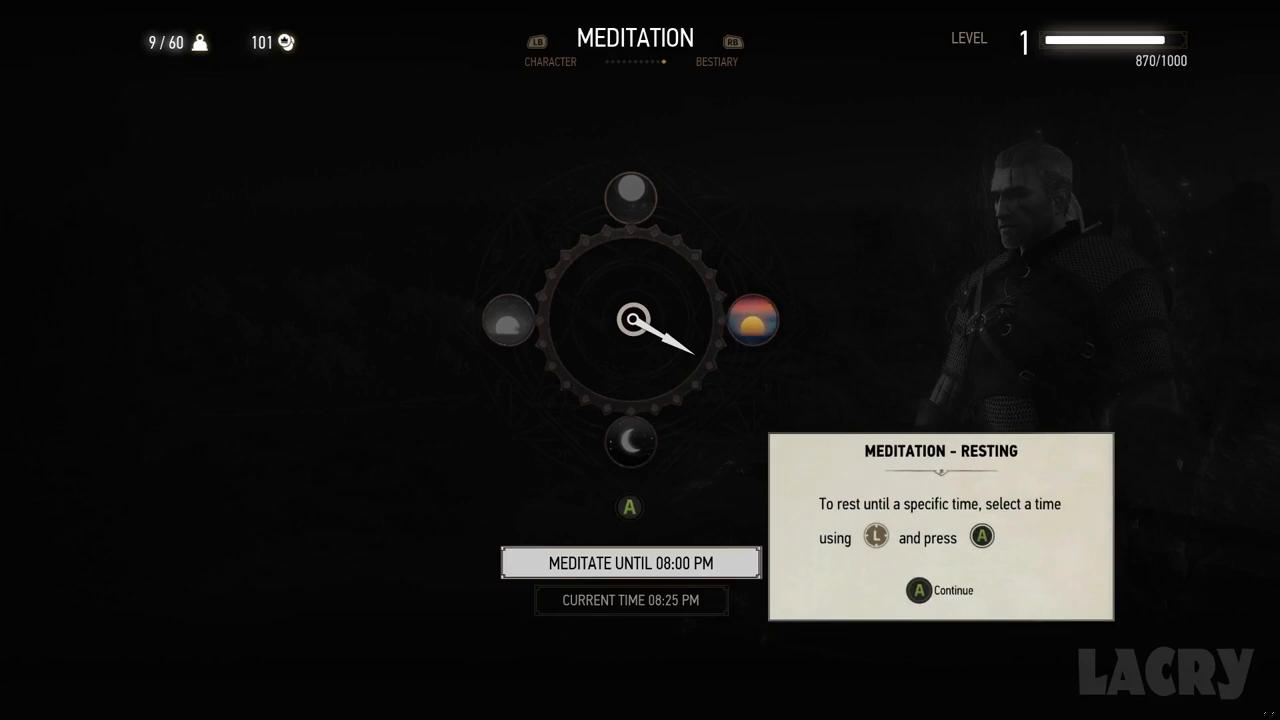 9 / 60
101
LB
MEDITATION
RB
CHARACTER
BESTIARY
LEVEL
1
870/1000
MEDITATION - RESTING
To rest until a specific time, select a time
using L and press A
A Continue
A
MEDITATE UNTIL 08:00 PM
CURRENT TIME 08:25 PM
LACRY